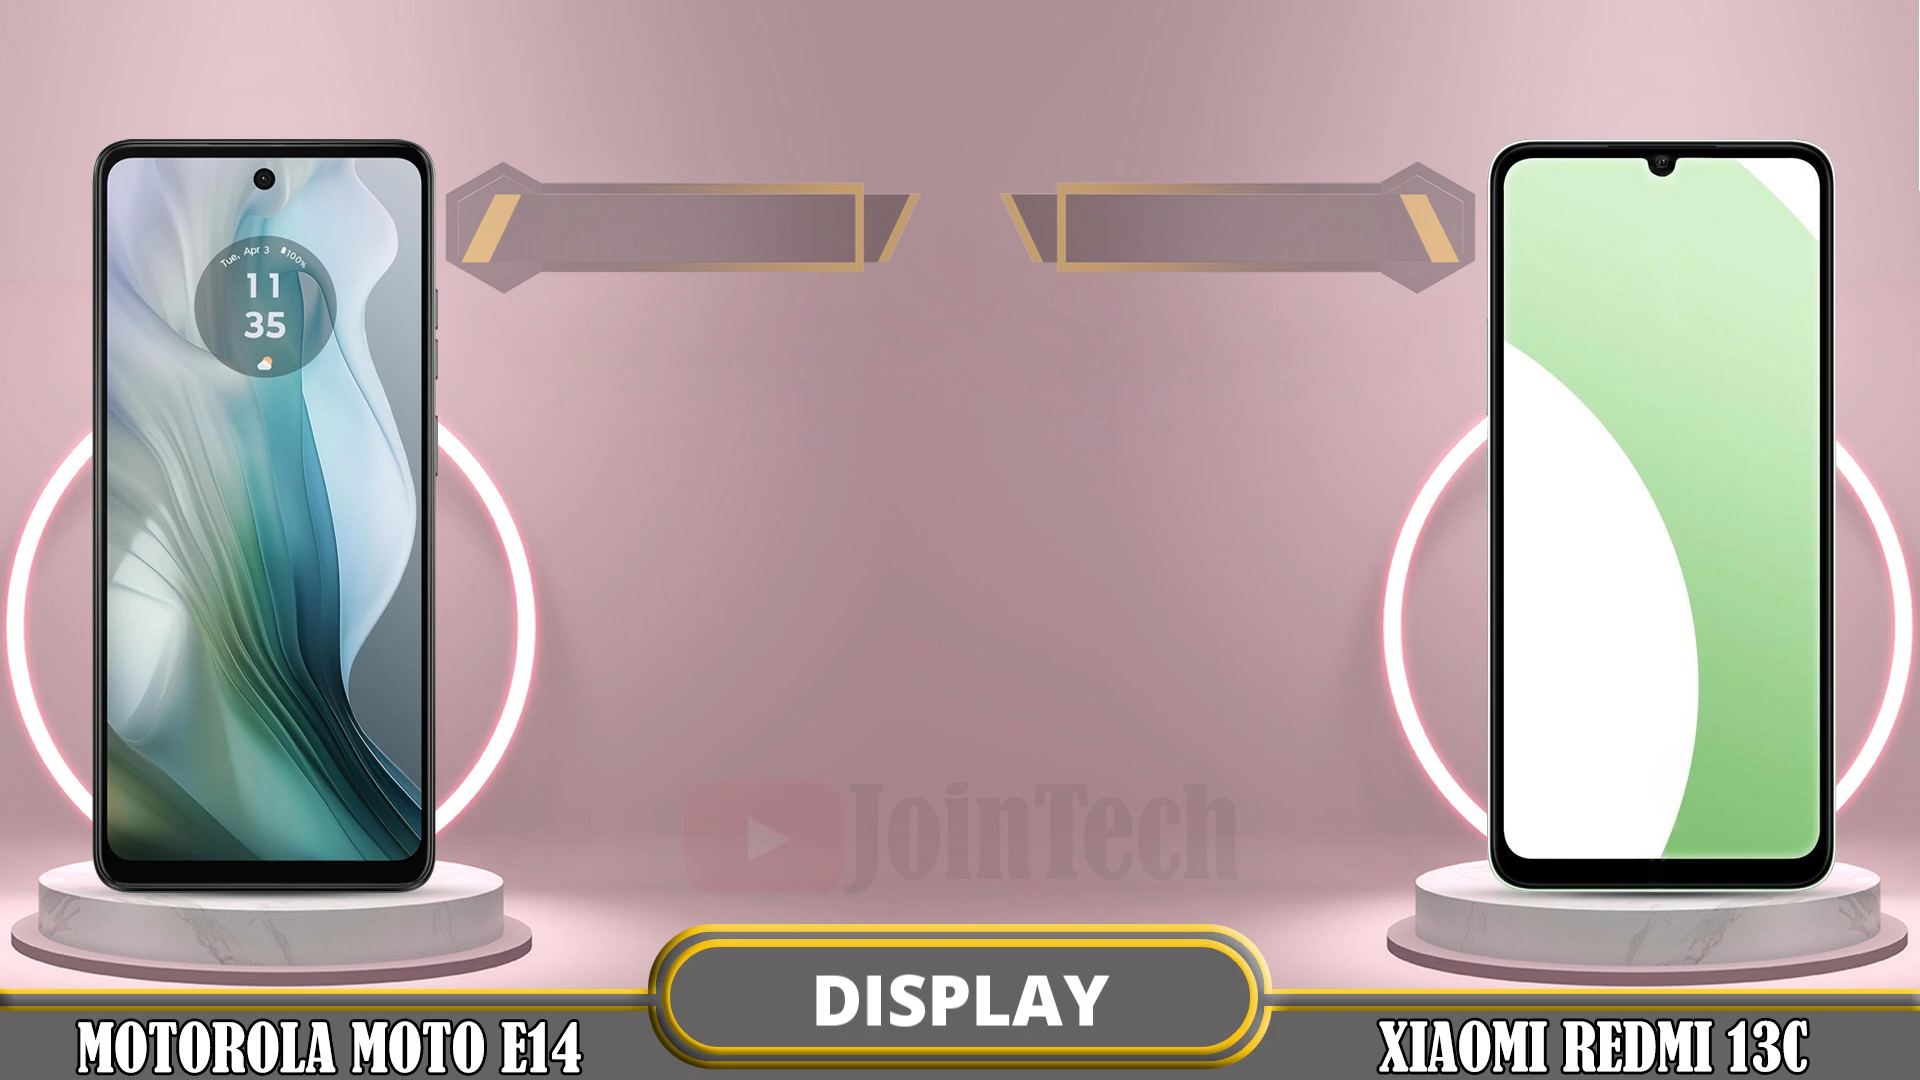 Tue, Apr 3 100%
11
35
JoinTech
DISPLAY
MOTOROLA MOTO E14
XIAOMI REDMI 13C